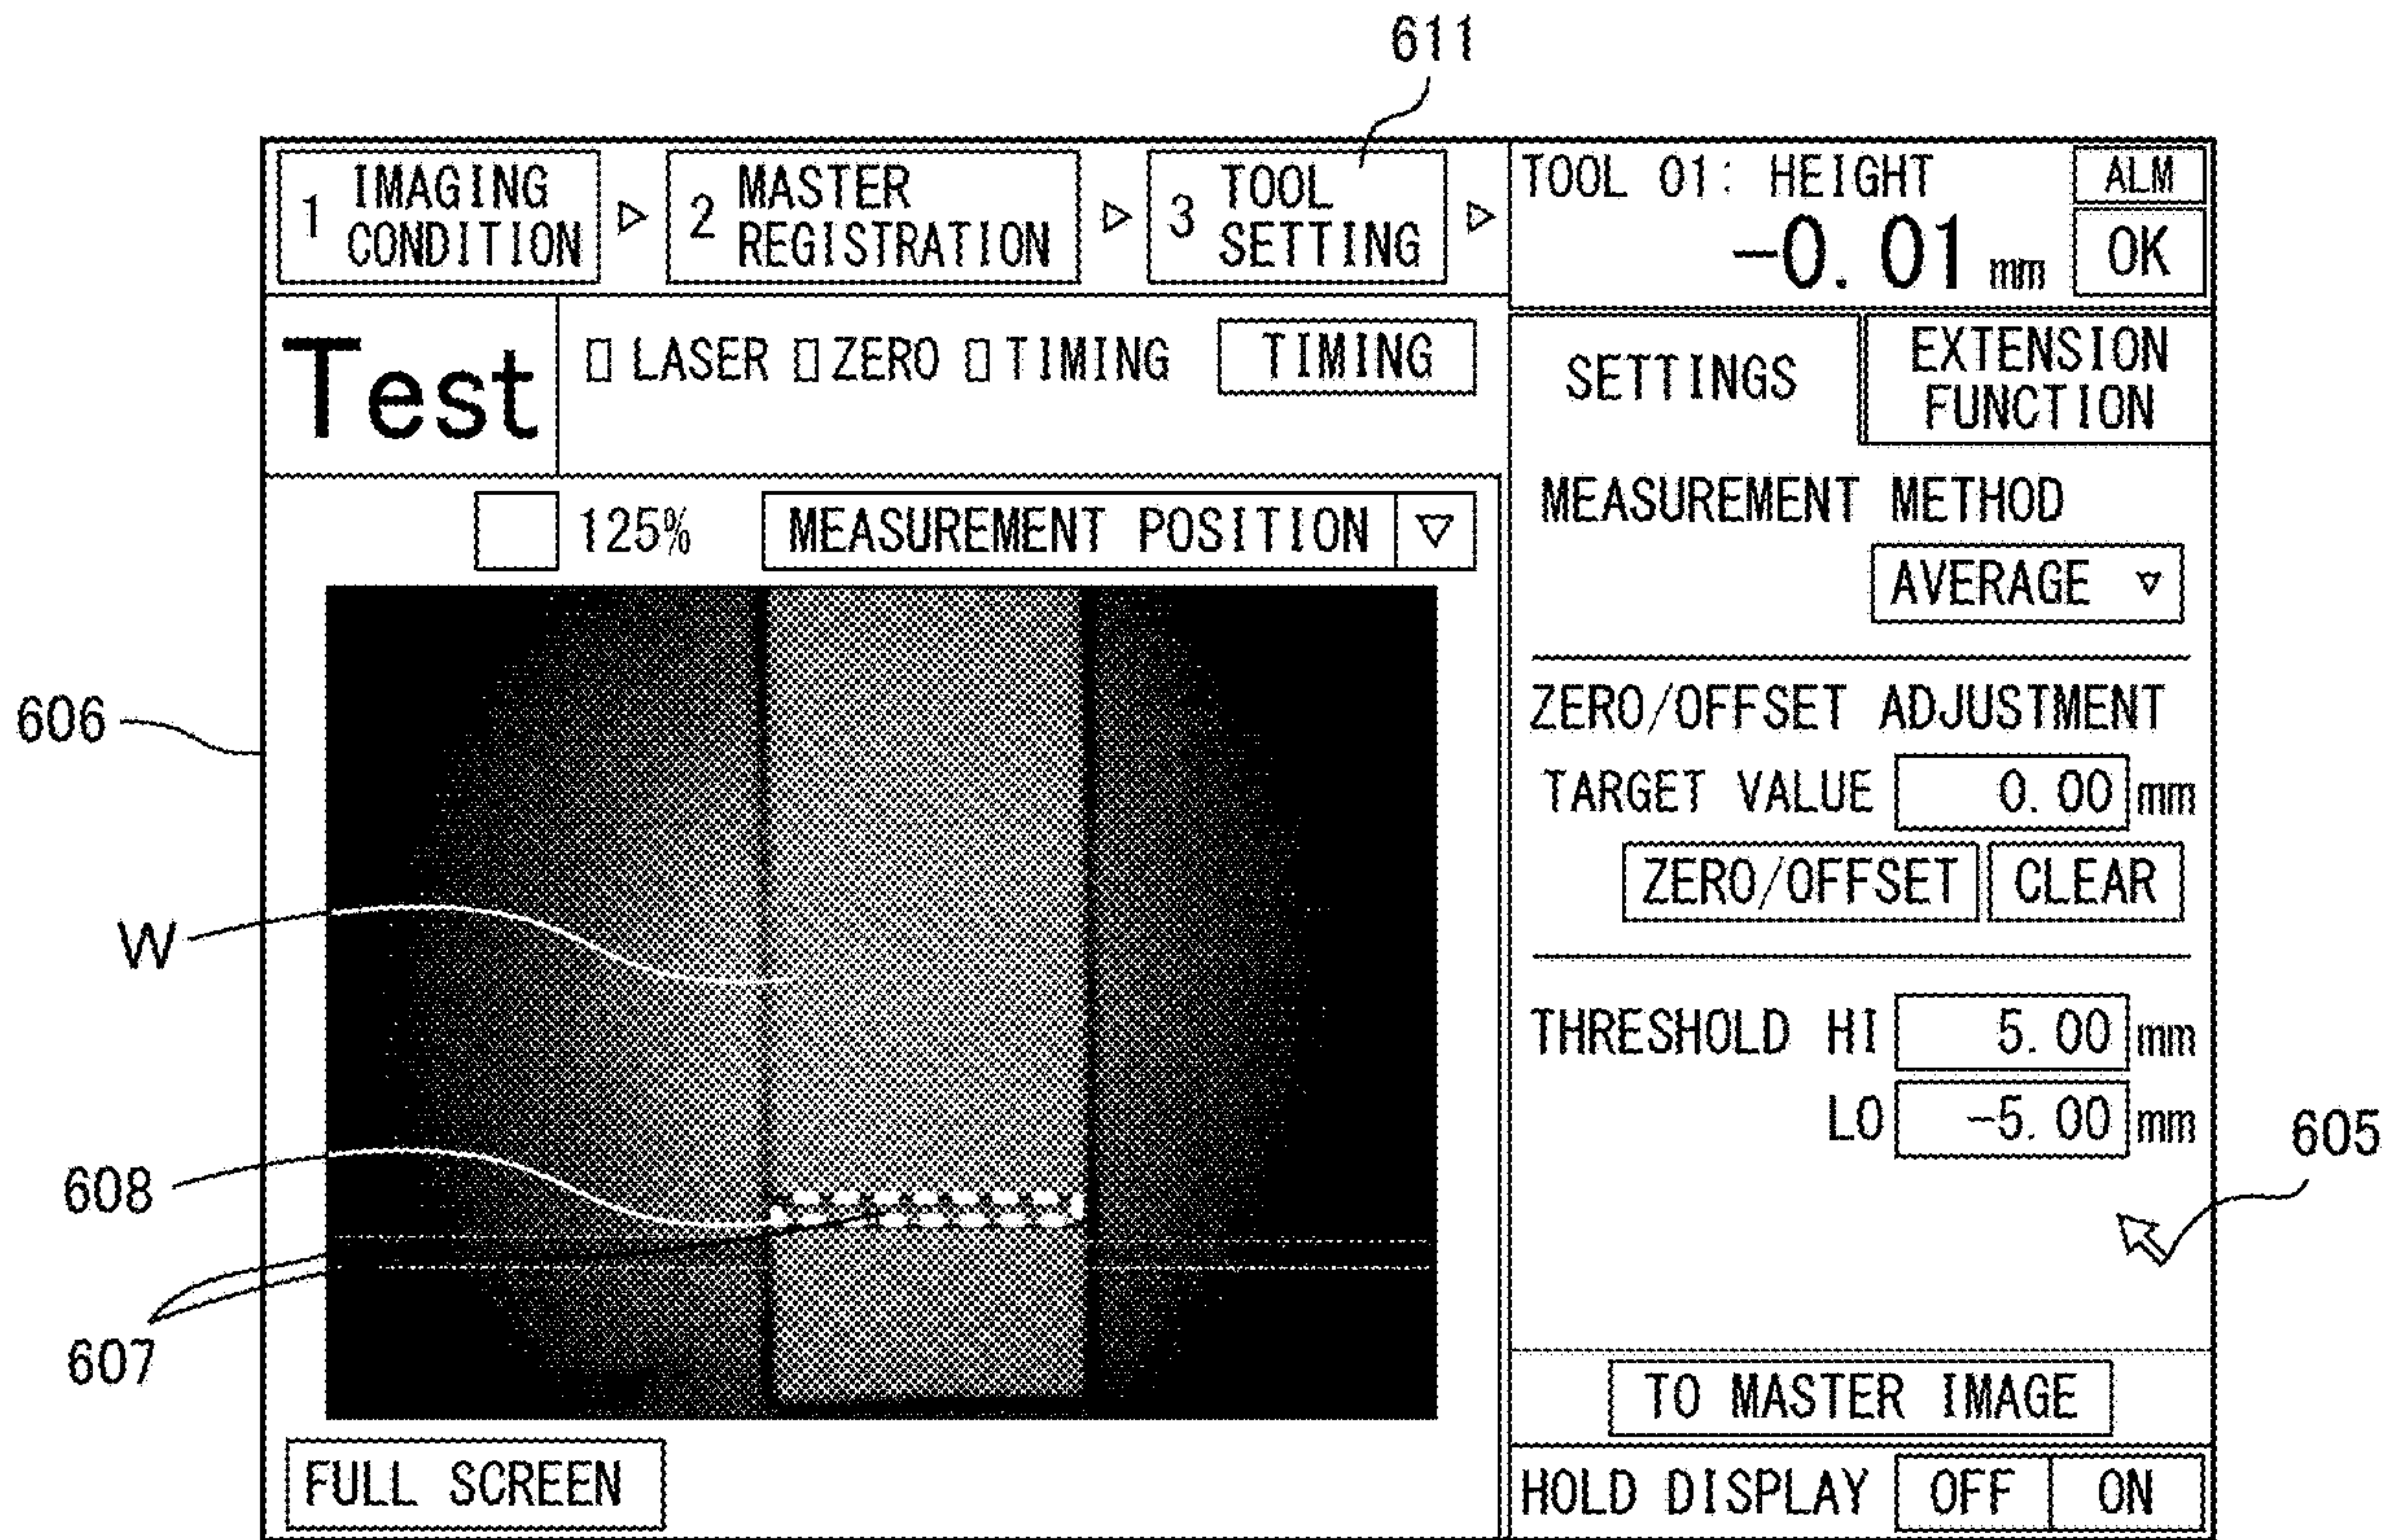 611
1 IMAGING CONDITION ▷ 2 MASTER REGISTRATION ▷ 3 TOOL SETTING ▷
TOOL 01: HEIGHT ALM
-0.01 mm OK
Test
LASER ZERO TIMING TIMING
SETTINGS EXTENSION FUNCTION
125% MEASUREMENT POSITION ▽
MEASUREMENT METHOD
AVERAGE ▽
606
ZERO/OFFSET ADJUSTMENT
TARGET VALUE 0.00 mm
ZERO/OFFSET CLEAR
W
THRESHOLD HI 5.00 mm
LO -5.00 mm
605
608
607
TO MASTER IMAGE
FULL SCREEN
HOLD DISPLAY OFF ON